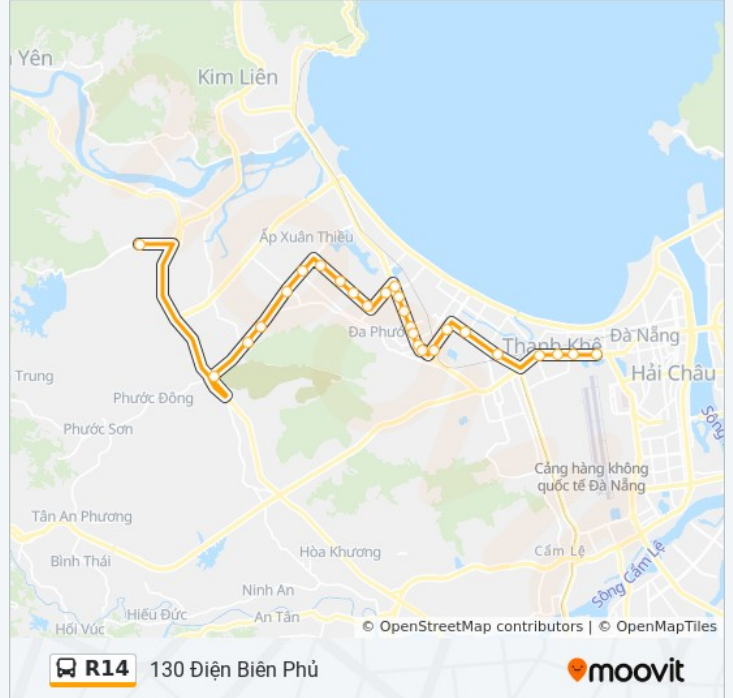 Yên
Kim Liên
Ấp Xuân Thiều
Đa Phước
Thanh Khê
Đà Nẵng
Hải Châu
Trung
Phước Đông
Phước Sơn
Sông
Cảng hàng không
quốc tế Đà Nẵng
Tân An Phương
Bình Thái
Hòa Khương
Cẩm Lệ
Sông Cẩm Lệ
Ninh An
Hiếu Đức
An Tân
Hội Vúc
© OpenStreetMap contributors | © OpenMapTiles
R14 130 Điện Biên Phủ
moovit